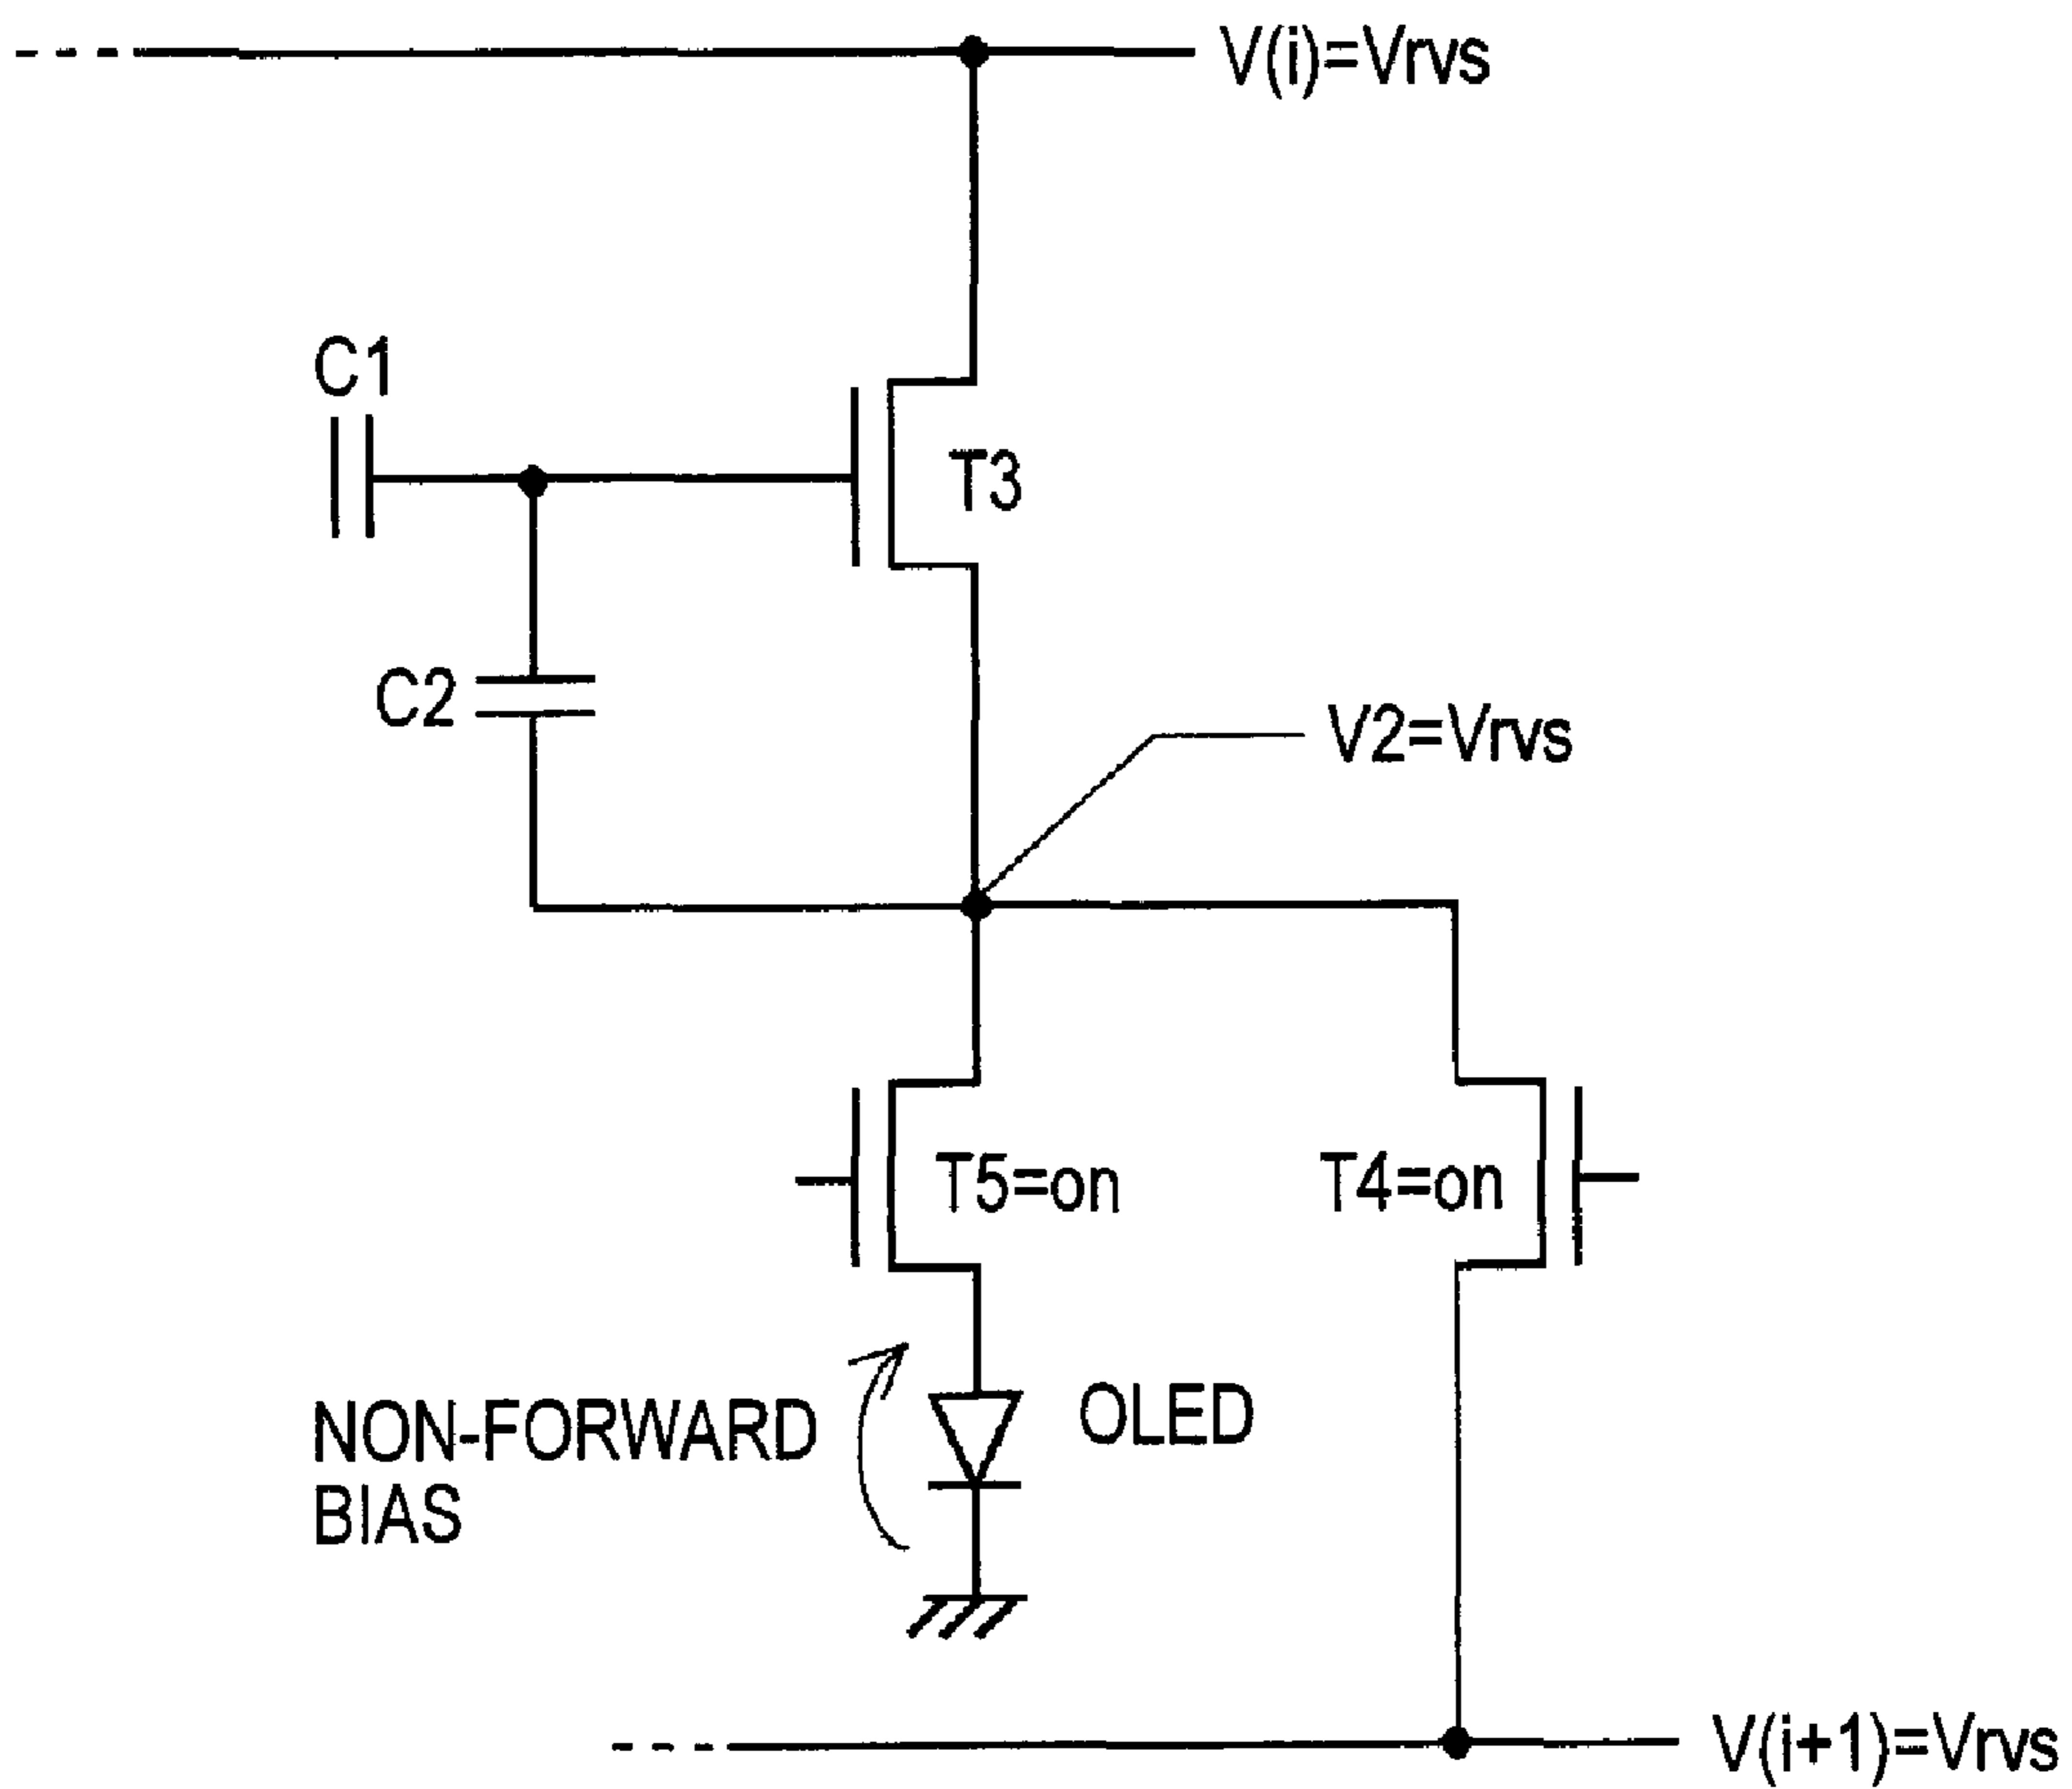 V(i)=Vrvs
C1
T3
C2
V2=Vrvs
T5=on
T4=on
OLED
NON-FORWARD
BIAS
V(i+1)=Vrvs